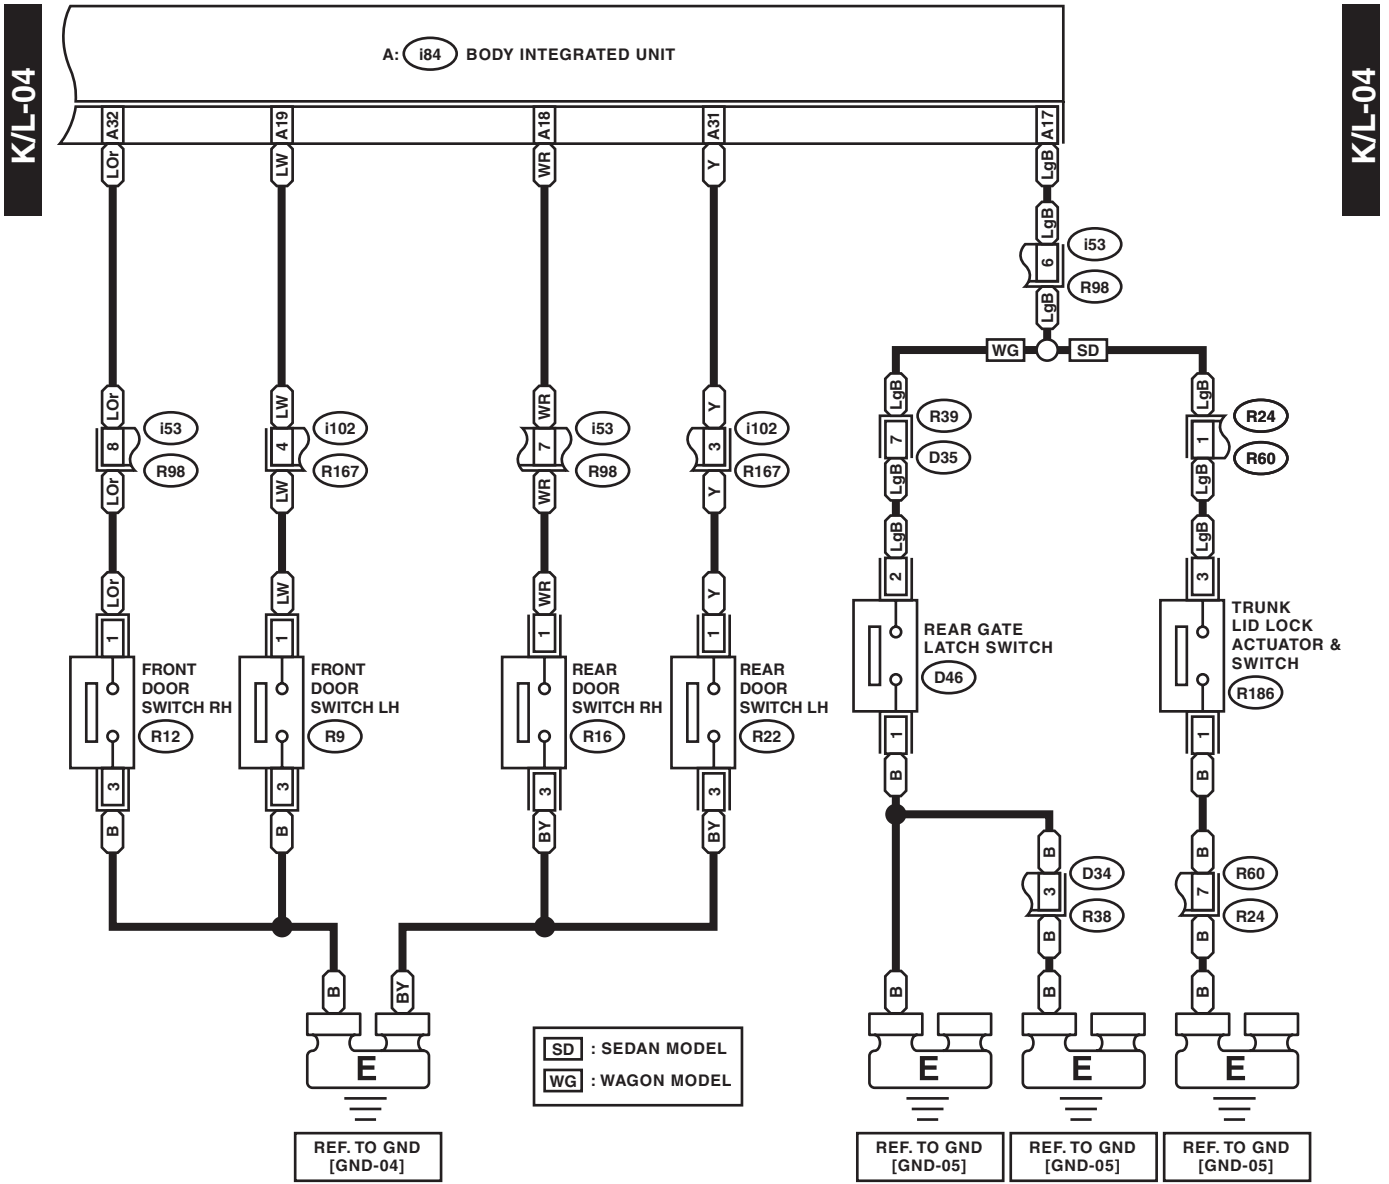 K/L-04
K/L-04
A: i84 BODY INTEGRATED UNIT
A32 A19 A18 A31 A17
LOr LW WR Y LgB
LgB
6 i53
R98
LgB
WG SD
LgB LgB
LOr LW WR Y
7 R39 1 R24
D35 R60
8 i53 4 i102 7 i53 3 i102
R98 R167 R98 R167
LOr LW WR Y LgB LgB
LgB LgB
LOr LW WR Y
2 3
1 1 1 1
REAR GATE
LATCH SWITCH
D46
TRUNK
LID LOCK
ACTUATOR &
SWITCH
R186
FRONT
DOOR
SWITCH RH
R12
FRONT
DOOR
SWITCH LH
R9
REAR
DOOR
SWITCH RH
R16
REAR
DOOR
SWITCH LH
R22
1 1
3 3 3 3
B B
B B BY BY
B B
3 D34 7 R60
R38 R24
B B
B BY B B B
E E E E
SD : SEDAN MODEL
WG : WAGON MODEL
REF. TO GND
[GND-04]
REF. TO GND
[GND-05]
REF. TO GND
[GND-05]
REF. TO GND
[GND-05]